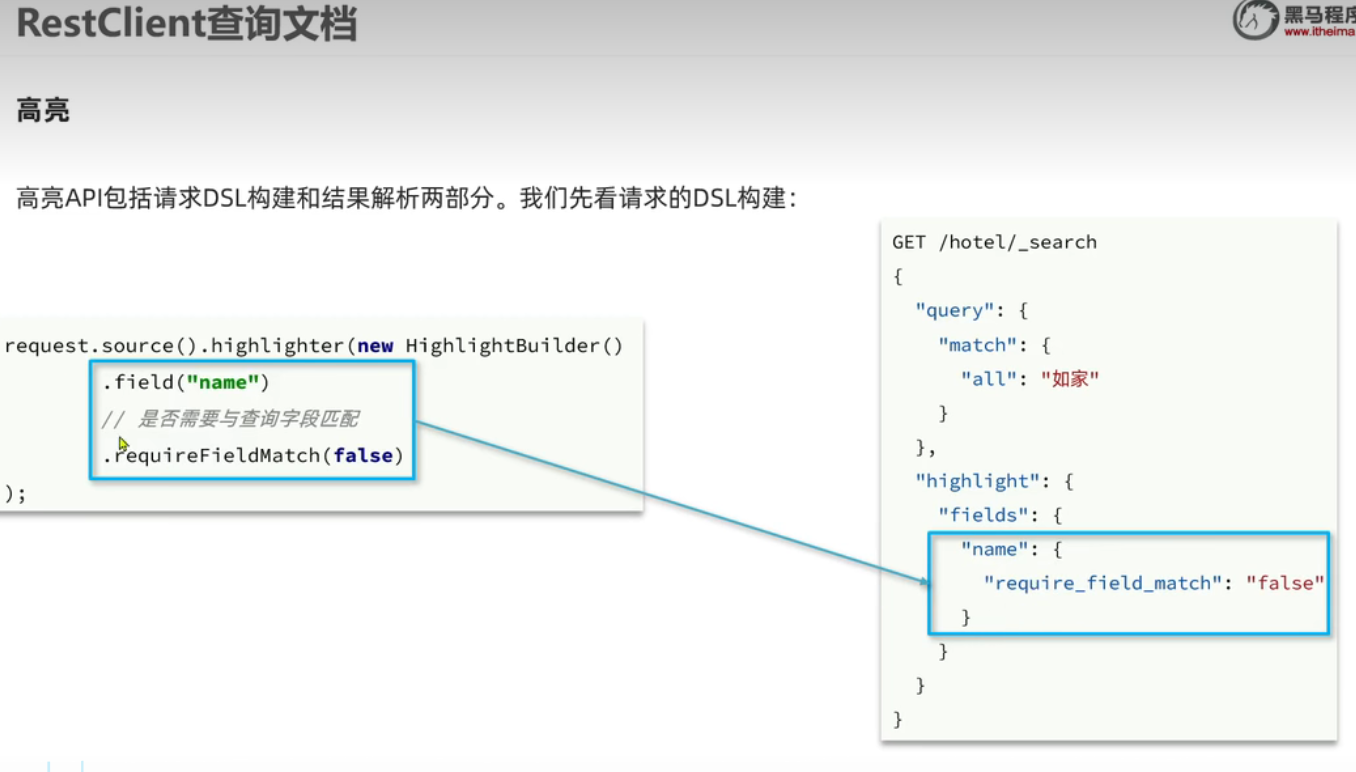 RestClient查询文档
黑马程序
www.itheima.
高亮
高亮API包括请求DSL构建和结果解析两部分。我们先看请求的DSL构建：
request.source().highlighter(new HighlightBuilder()
.field("name")
// 是否需要与查询字段匹配
.requireFieldMatch(false)
);
GET /hotel/_search
{
"query": {
"match": {
"all": "如家"
}
},
"highlight": {
"fields": {
"name": {
"require_field_match": "false"
}
}
}
}